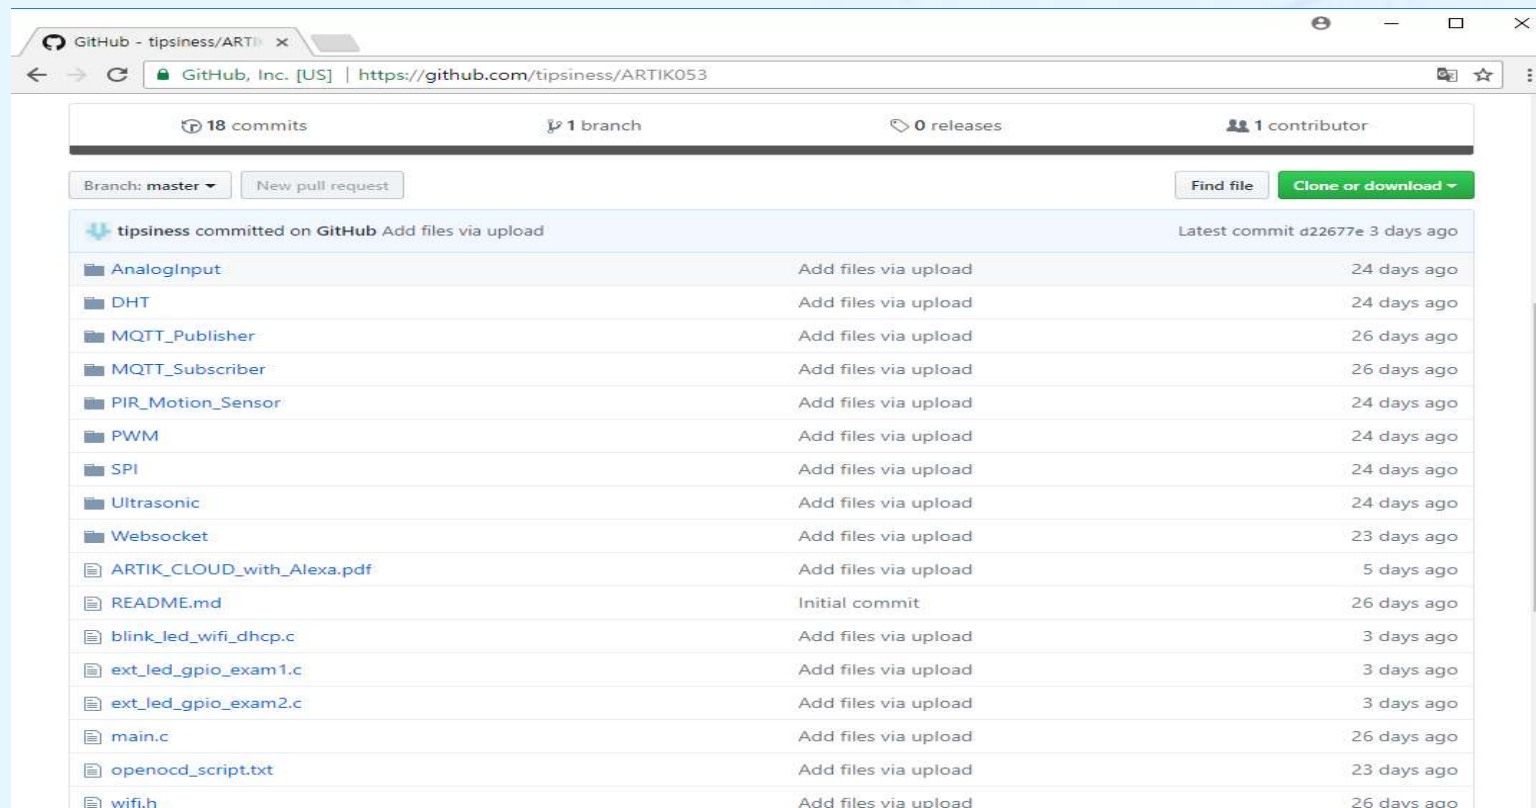 GitHub - tipsiness/ARTI
GitHub, Inc. [US] | https://github.com/tipsiness/ARTIK053
18 commits 1 branch 0 releases 1 contributor
Branch: master New pull request Find file Clone or download
tipsiness committed on GitHub Add files via upload Latest commit d22677e 3 days ago
AnalogInput Add files via upload 24 days ago
DHT Add files via upload 24 days ago
MQTT_Publisher Add files via upload 26 days ago
MQTT_Subscriber Add files via upload 26 days ago
PIR_Motion_Sensor Add files via upload 24 days ago
PWM Add files via upload 24 days ago
SPI Add files via upload 24 days ago
Ultrasonic Add files via upload 24 days ago
Websocket Add files via upload 23 days ago
ARTIK_CLOUD_with_Alexa.pdf Add files via upload 5 days ago
README.md Initial commit 26 days ago
blink_led_wifi_dhcp.c Add files via upload 3 days ago
ext_led_gpio_exam1.c Add files via upload 3 days ago
ext_led_gpio_exam2.c Add files via upload 3 days ago
main.c Add files via upload 26 days ago
openocd_script.txt Add files via upload 23 days ago
wifi.h Add files via upload 26 days ago